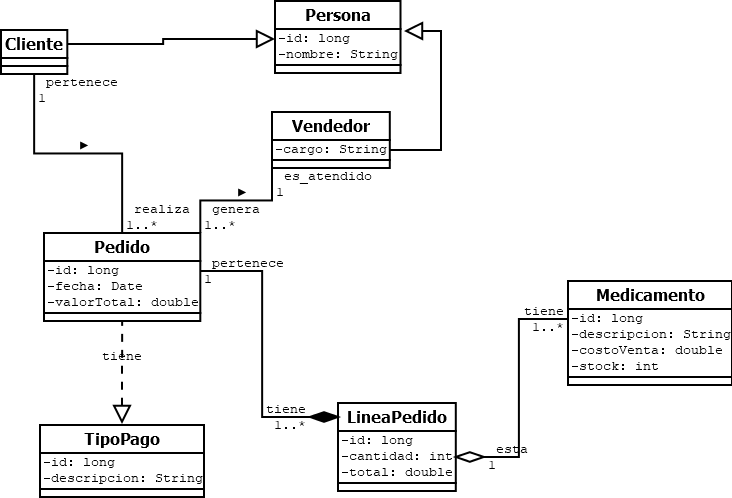 Persona
-id: long
-nombre: String
Cliente
pertenece
1
Vendedor
-cargo: String
es_atendido
1
realiza
1..*
genera
1..*
Pedido
-id: long
-fecha: Date
-valorTotal: double
pertenece
1
tiene
Medicamento
-id: long
-descripcion: String
-costoVenta: double
-stock: int
tiene
1..*
tiene
1..*
LineaPedido
-id: long
-cantidad: int
-total: double
esta
1
TipoPago
-id: long
-descripcion: String